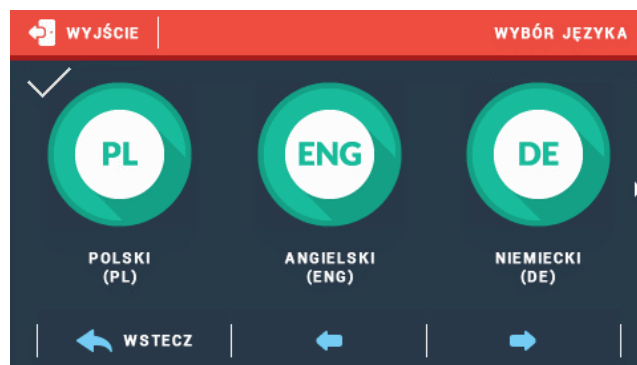 WYJŚCIE
WYBÓR JĘZYKA
PL
ENG
DE
POLSKI
(PL)
ANGIELSKI
(ENG)
NIEMIECKI
(DE)
WSTECZ